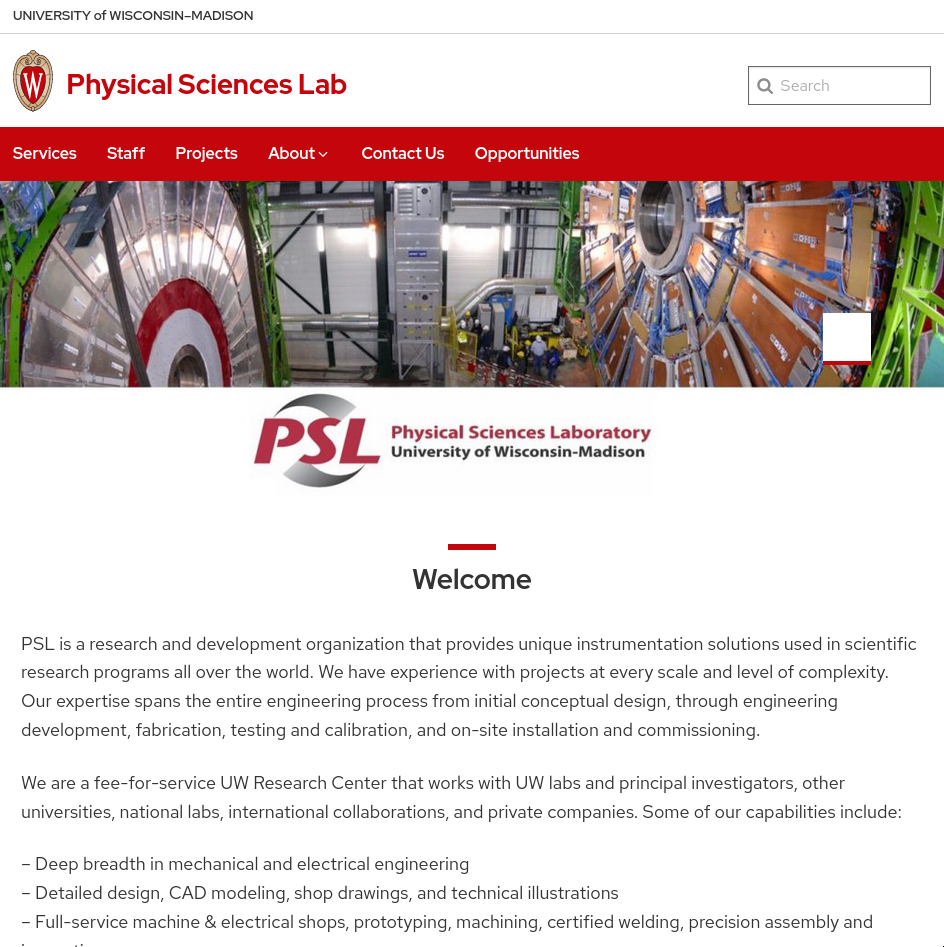 UNIVERSITY of WISCONSIN–MADISON
W
Physical Sciences Lab
Search
Services Staff Projects About Contact Us Opportunities
PSL Physical Sciences Laboratory
University of Wisconsin-Madison
Welcome
PSL is a research and development organization that provides unique instrumentation solutions used in scientific
research programs all over the world. We have experience with projects at every scale and level of complexity.
Our expertise spans the entire engineering process from initial conceptual design, through engineering
development, fabrication, testing and calibration, and on-site installation and commissioning.
We are a fee-for-service UW Research Center that works with UW labs and principal investigators, other
universities, national labs, international collaborations, and private companies. Some of our capabilities include:
– Deep breadth in mechanical and electrical engineering
– Detailed design, CAD modeling, shop drawings, and technical illustrations
– Full-service machine & electrical shops, prototyping, machining, certified welding, precision assembly and